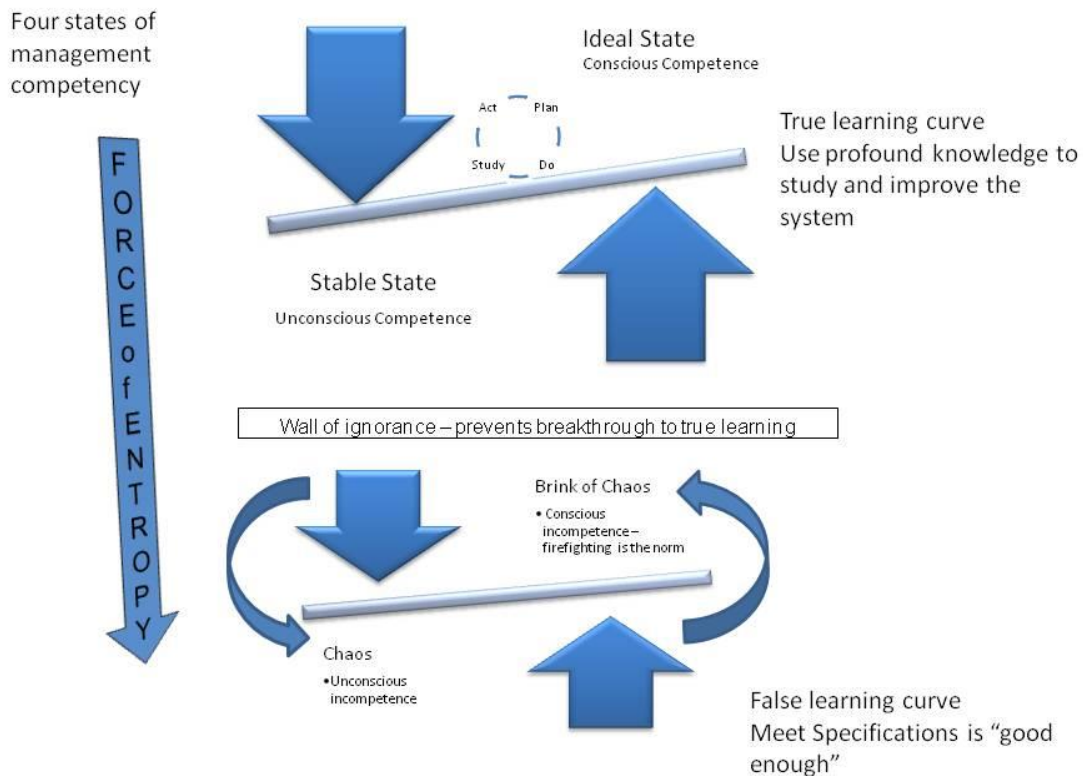 Four states of
management
competency
FORCE of ENTROPY
Ideal State
Conscious Competence
Act
Plan
Study
Do
True learning curve
Use profound knowledge to
study and improve the
system
Stable State
Unconscious Competence
Wall of ignorance – prevents breakthrough to true learning
Brink of Chaos
• Conscious
incompetence –
firefighting is the norm
Chaos
•Unconscious
incompetence
False learning curve
Meet Specifications is “good
enough”